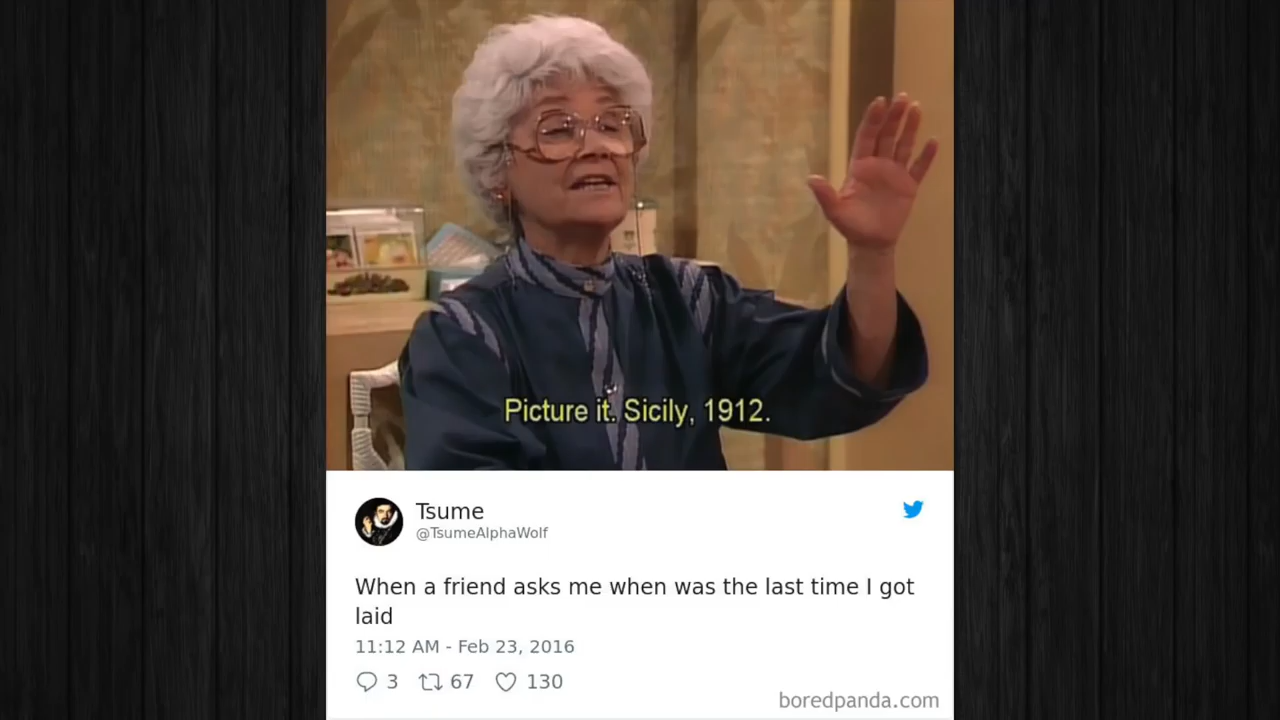 Picture it. Sicily, 1912.
Tsume
@TsumeAlphaWolf
When a friend asks me when was the last time I got
laid
11:12 AM - Feb 23, 2016
3 67 130
boredpanda.com